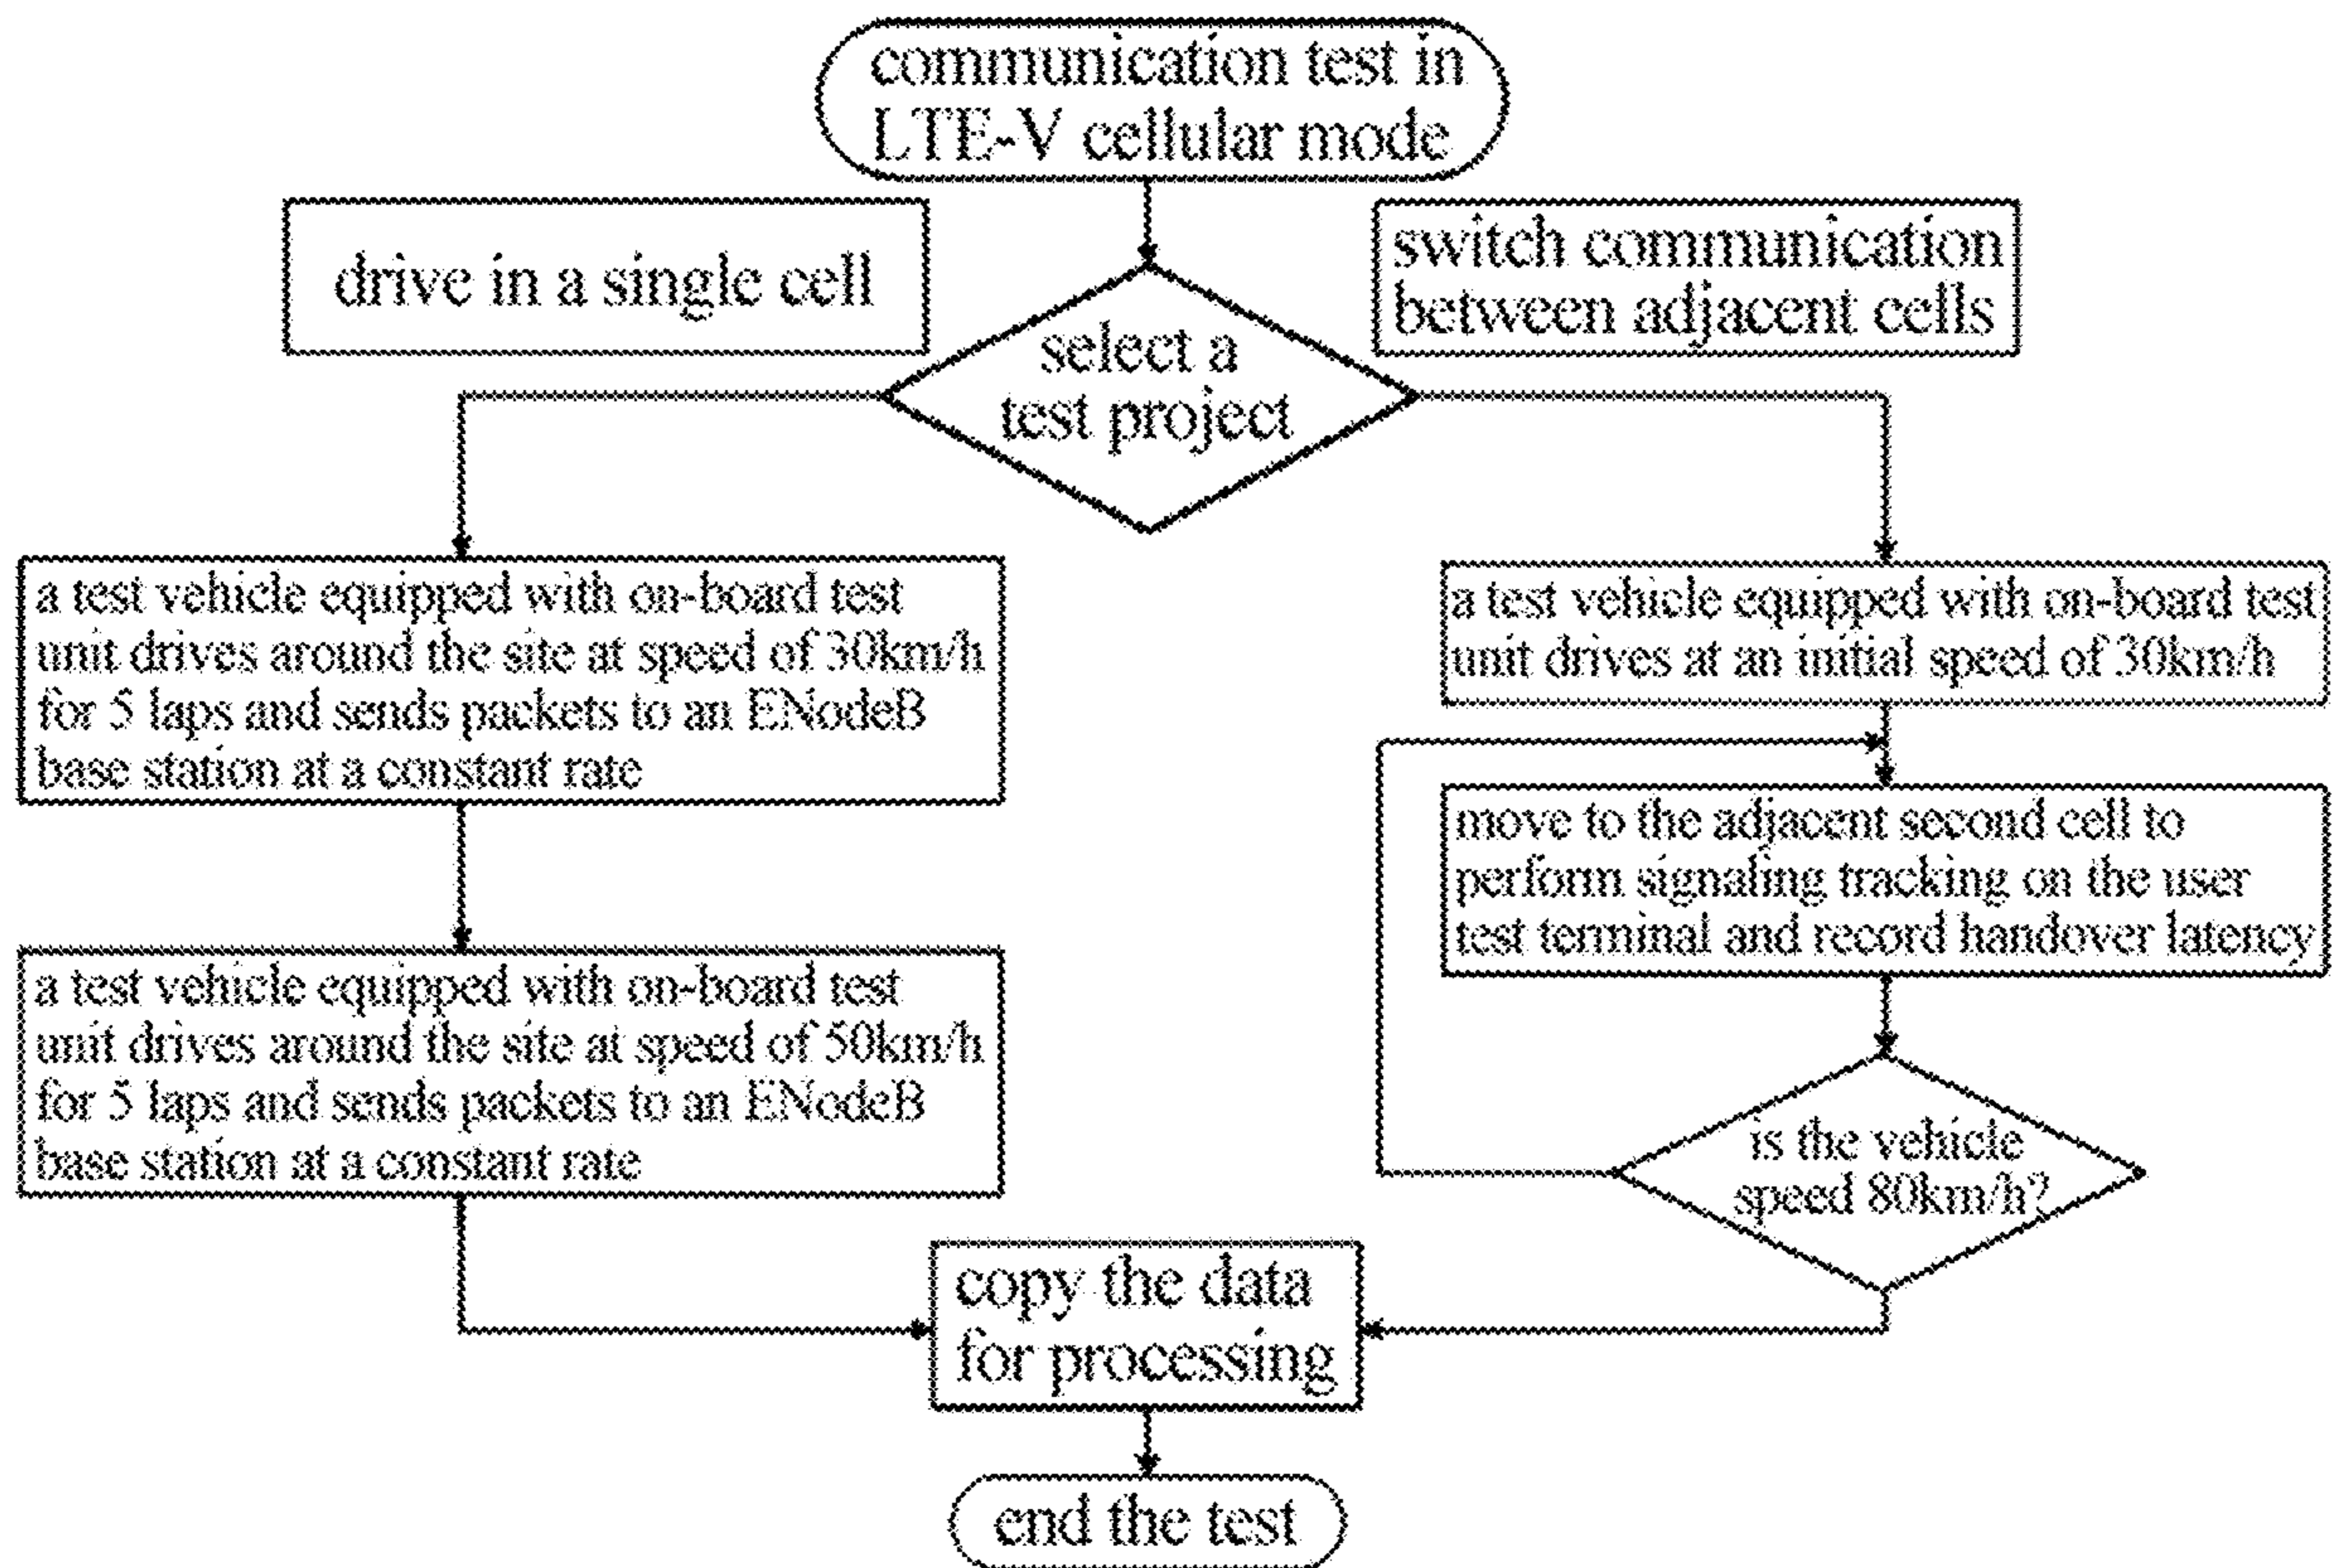 communication test in
LTE-V cellular mode
drive in a single cell
switch communication
between adjacent cells
select a
test project
a test vehicle equipped with on-board test
unit drives around the site at speed of 30km/h
for 5 laps and sends packets to an ENodeB
base station at a constant rate
a test vehicle equipped with on-board test
unit drives at an initial speed of 30km/h
move to the adjacent second cell to
perform signaling tracking on the user
test terminal and record handover latency
a test vehicle equipped with on-board test
unit drives around the site at speed of 50km/h
for 5 laps and sends packets to an ENodeB
base station at a constant rate
is the vehicle
speed 80km/h?
copy the data
for processing
end the test